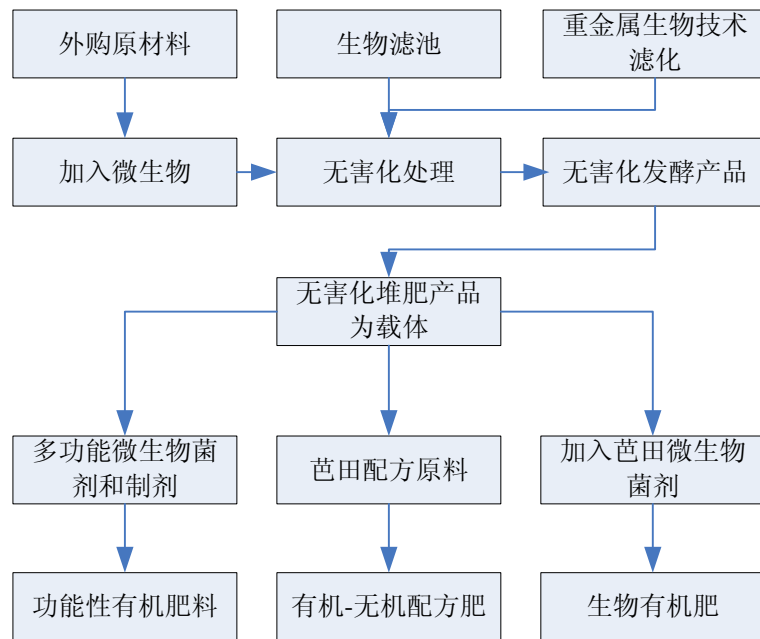 外购原材料
生物滤池
重金属生物技术
滤化
加入微生物
无害化处理
无害化发酵产品
无害化堆肥产品
为载体
多功能微生物菌
剂和制剂
芭田配方原料
加入芭田微生物
菌剂
功能性有机肥料
有机-无机配方肥
生物有机肥